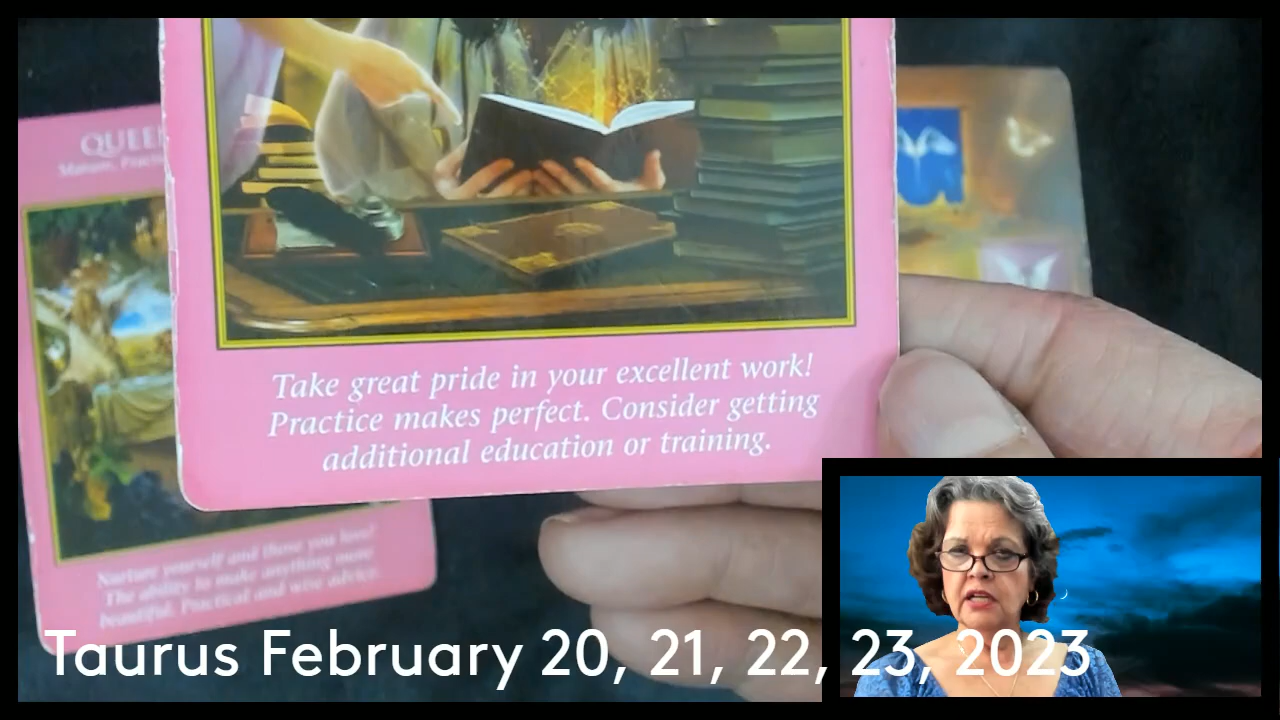 QUEEN
Take great pride in your excellent work!
Practice makes perfect. Consider getting
additional education or training.
Nurture yourself and those you love!
The ability to make anything more
beautiful. Practical and wise advice.
Taurus February 20, 21, 22, 23, 2023